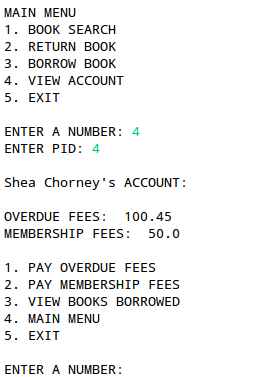 MAIN MENU
1. BOOK SEARCH
2. RETURN BOOK
3. BORROW BOOK
4. VIEW ACCOUNT
5. EXIT
ENTER A NUMBER: 4
ENTER PID: 4
Shea Chorney's ACCOUNT:
OVERDUE FEES:  100.45
MEMBERSHIP FEES:  50.0
1. PAY OVERDUE FEES
2. PAY MEMBERSHIP FEES
3. VIEW BOOKS BORROWED
4. MAIN MENU
5. EXIT
ENTER A NUMBER: